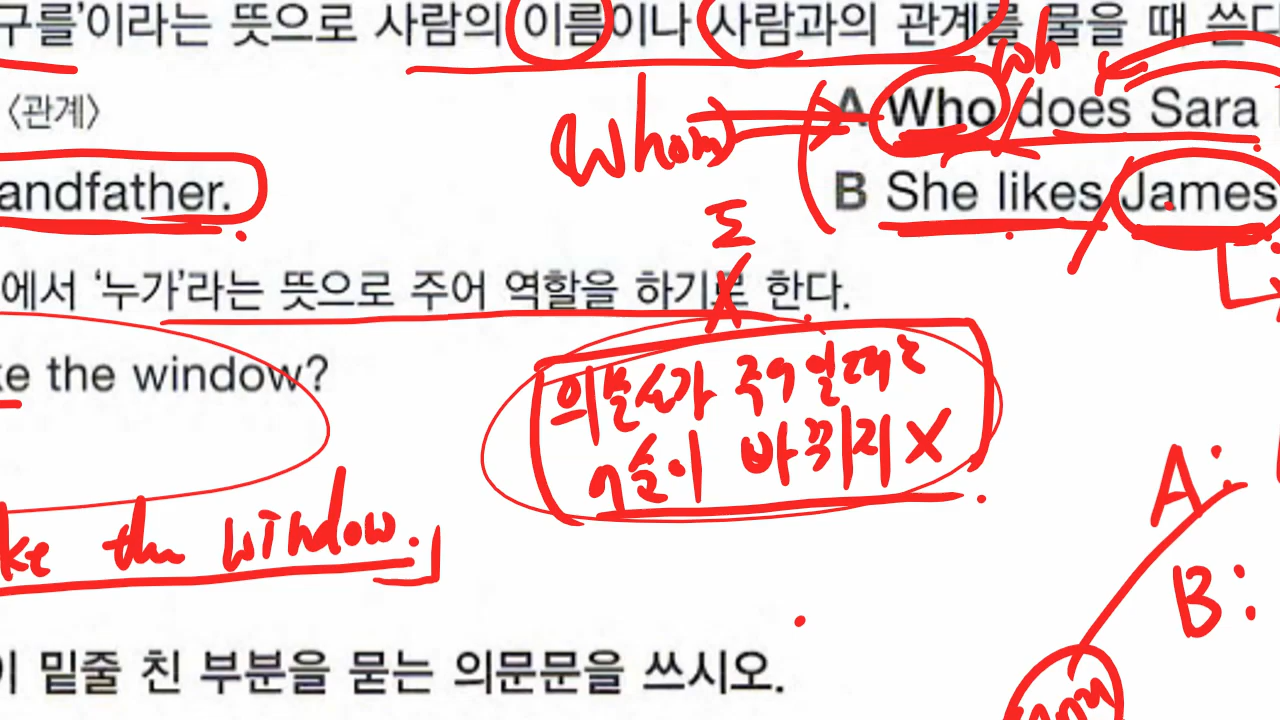 구를’이라는 뜻으로 사람의 이름이나 사람과의 관계를 물을 때 쓴다
wh
〈관계〉
Whom
A Who does Sara
andfather.
B She likes James
도
에서 ‘누가’라는 뜻으로 주어 역할을 하기로 한다.
ke the window?
의문사가 주어 일때는
어순이 바뀌지 X
A:
ke the window.
B:
이 밑줄 친 부분을 묻는 의문문을 쓰시오.